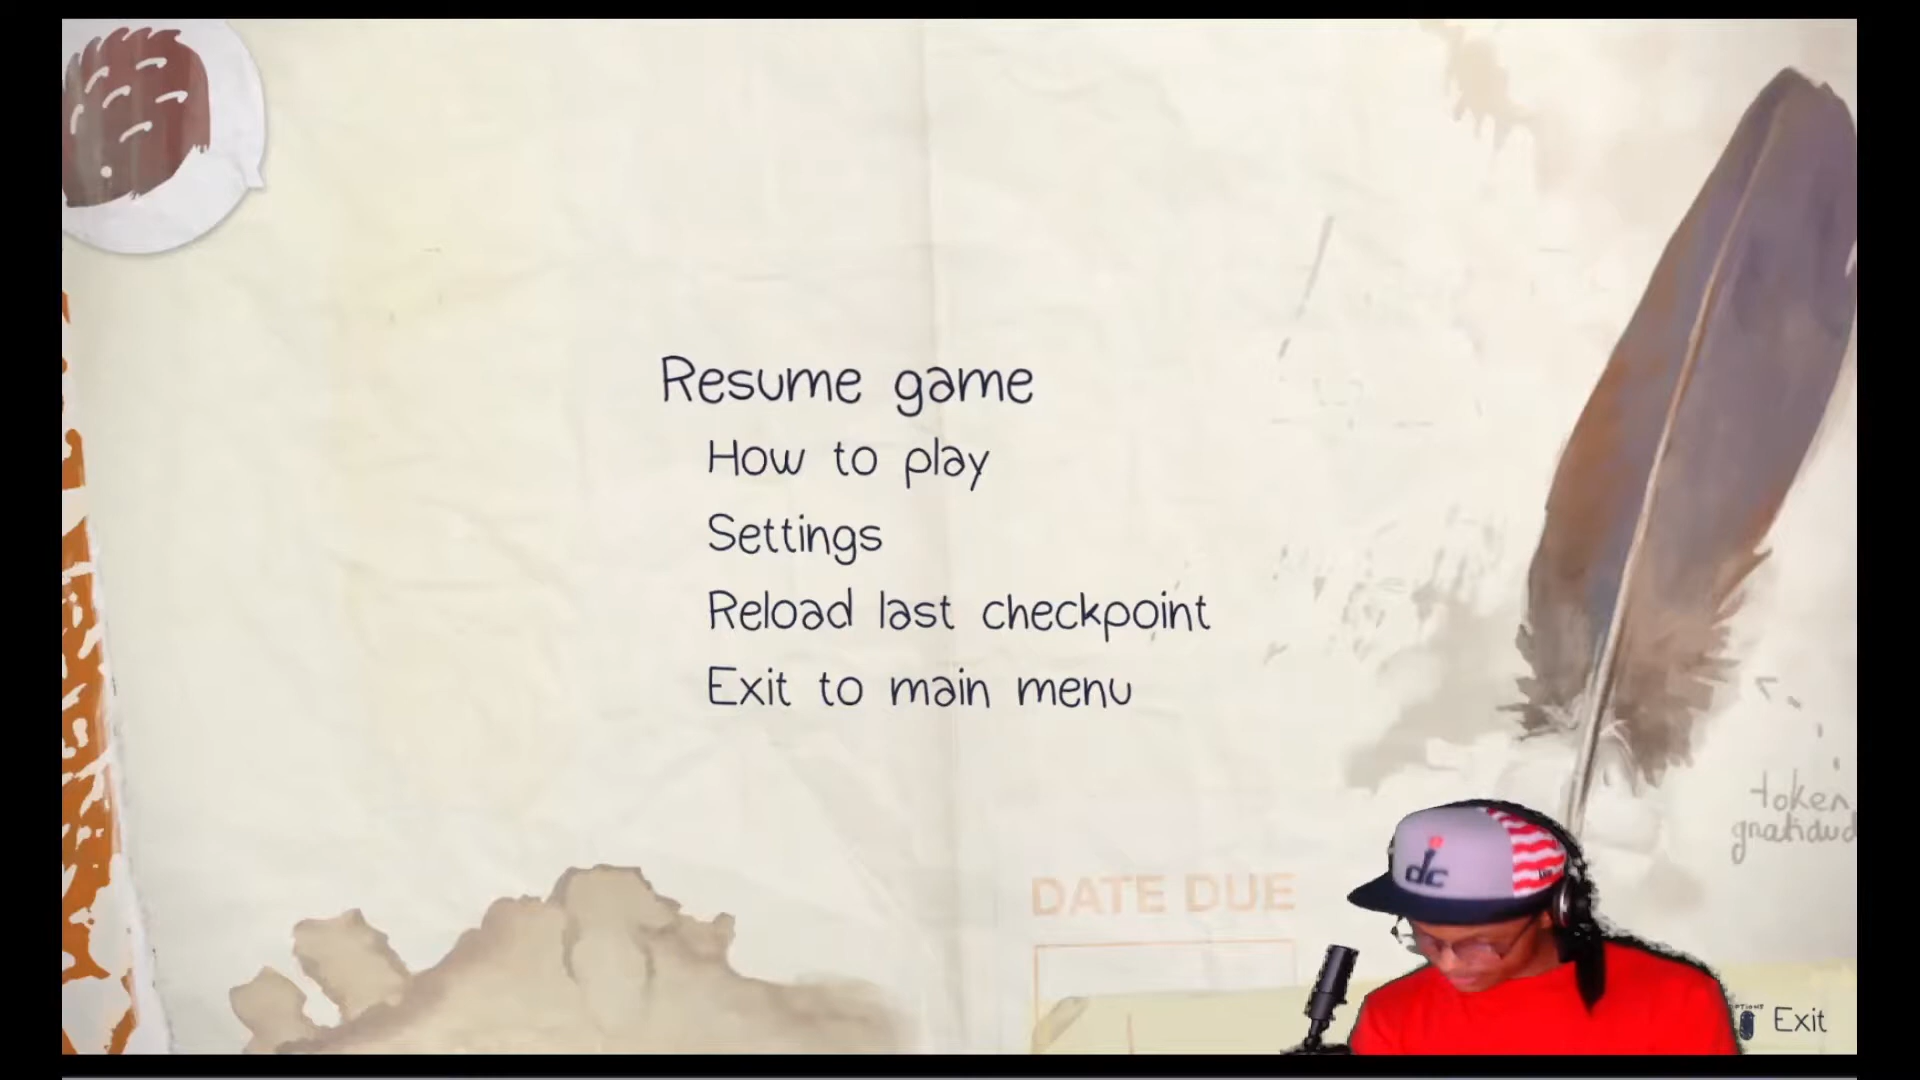 Resume game
How to play
Settings
Reload last checkpoint
Exit to main menu
token
DATE DUE
dc
Exit